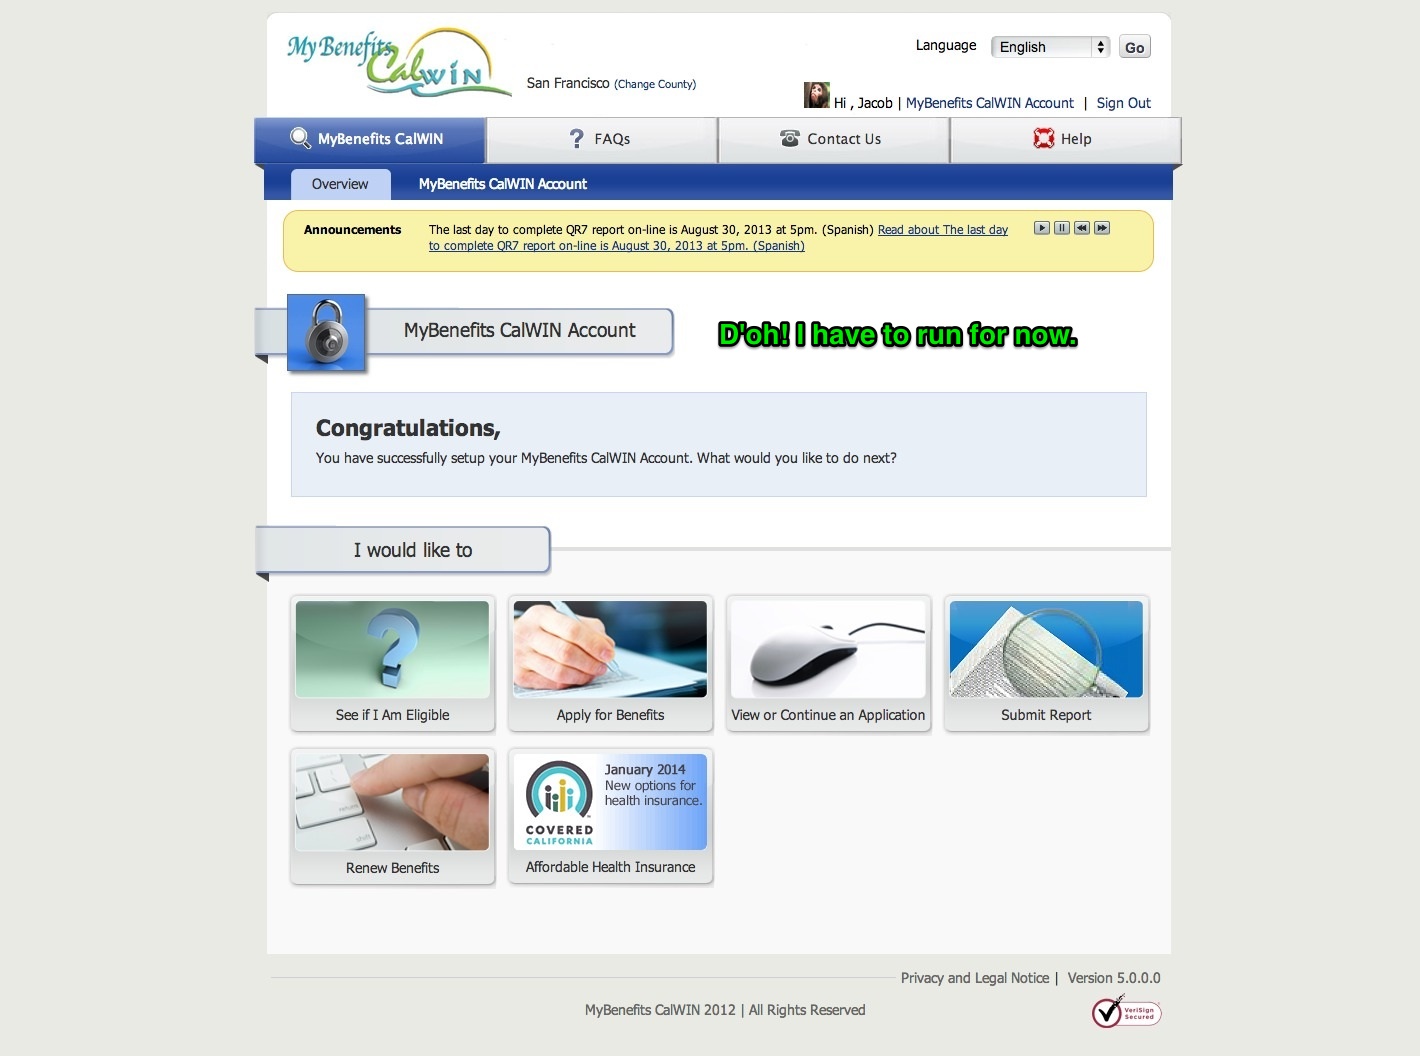 My Benefits
CalWIN
San Francisco (Change County)
Language English Go
Hi , Jacob | MyBenefits CalWIN Account | Sign Out
MyBenefits CalWIN
FAQs
Contact Us
Help
Overview
MyBenefits CalWIN Account
Announcements
The last day to complete QR7 report on-line is August 30, 2013 at 5pm. (Spanish) Read about The last day
to complete QR7 report on-line is August 30, 2013 at 5pm. (Spanish)
MyBenefits CalWIN Account
D'oh! I have to run for now.
Congratulations,
You have successfully setup your MyBenefits CalWIN Account. What would you like to do next?
I would like to
See if I Am Eligible
Apply for Benefits
View or Continue an Application
Submit Report
return
shift
Renew Benefits
January 2014
New options for
health insurance.
COVERED
CALIFORNIA
Affordable Health Insurance
Privacy and Legal Notice | Version 5.0.0.0
MyBenefits CalWIN 2012 | All Rights Reserved
VeriSign
Secured